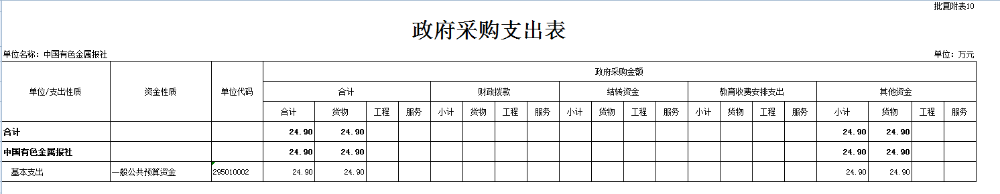 批复附表10
政府采购支出表
单位名称：中国有色金属报社 单位：万元
单位/支出性质 资金性质 单位代码 政府采购金额
合计 财政拨款 结转资金 教育收费安排支出 其他资金
合计 货物 工程 服务 小计 货物 工程 服务 小计 货物 工程 服务 小计 货物 工程 服务 小计 货物 工程 服务
合计 24.90 24.90 24.90 24.90
中国有色金属报社 24.90 24.90 24.90 24.90
基本支出 一般公共预算资金 295010002 24.90 24.90 24.90 24.90